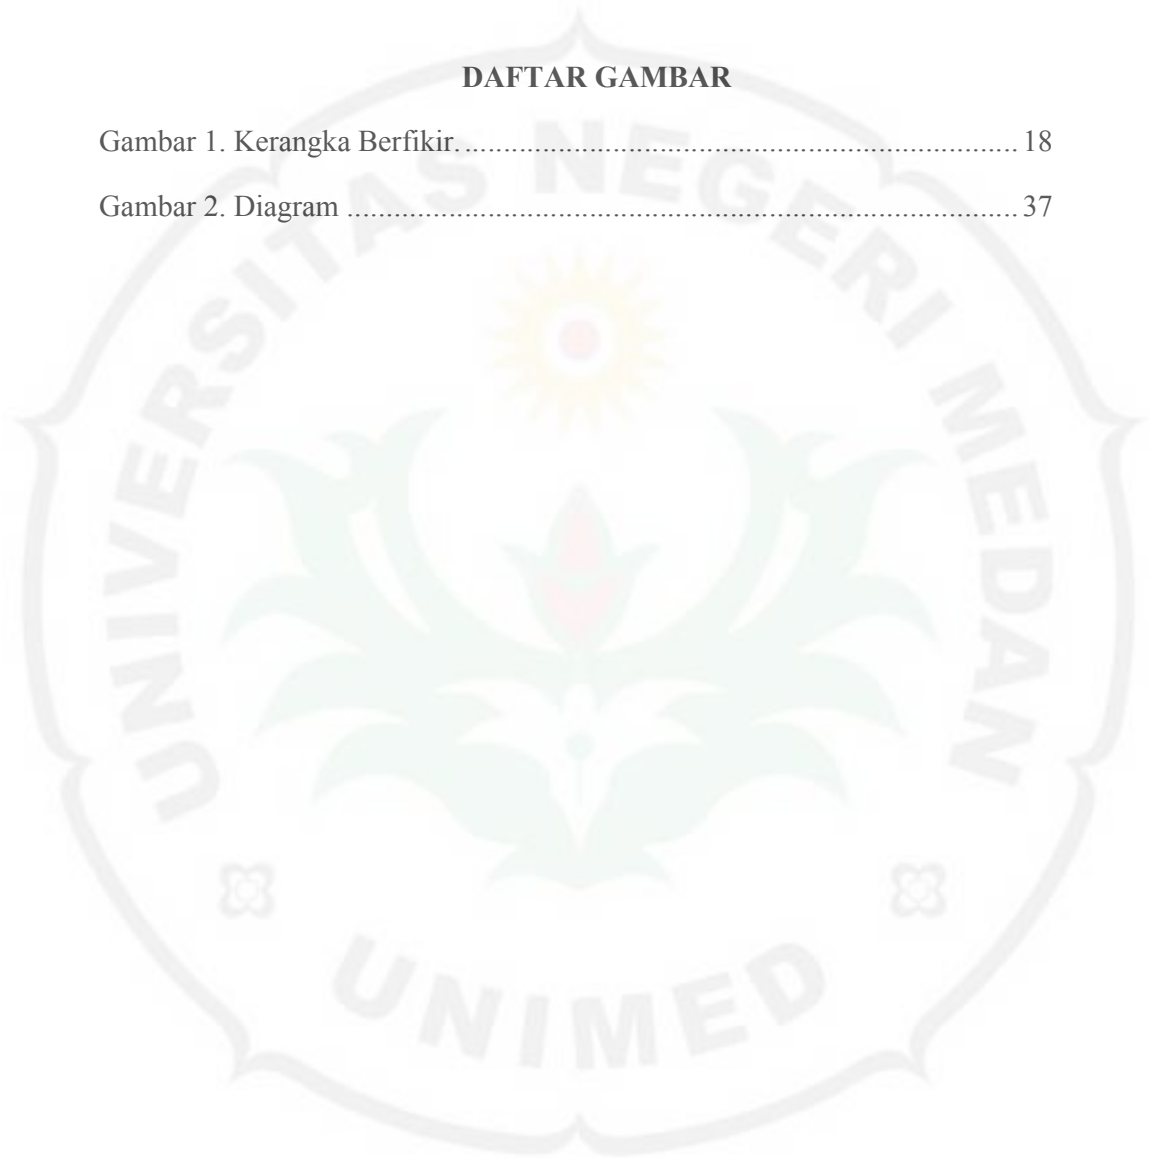 DAFTAR GAMBAR
Gambar 1. Kerangka Berfikir....................................................................... 18
Gambar 2. Diagram ...................................................................................... 37
UNIVERSITAS NEGERI MEDAN
UNIMED